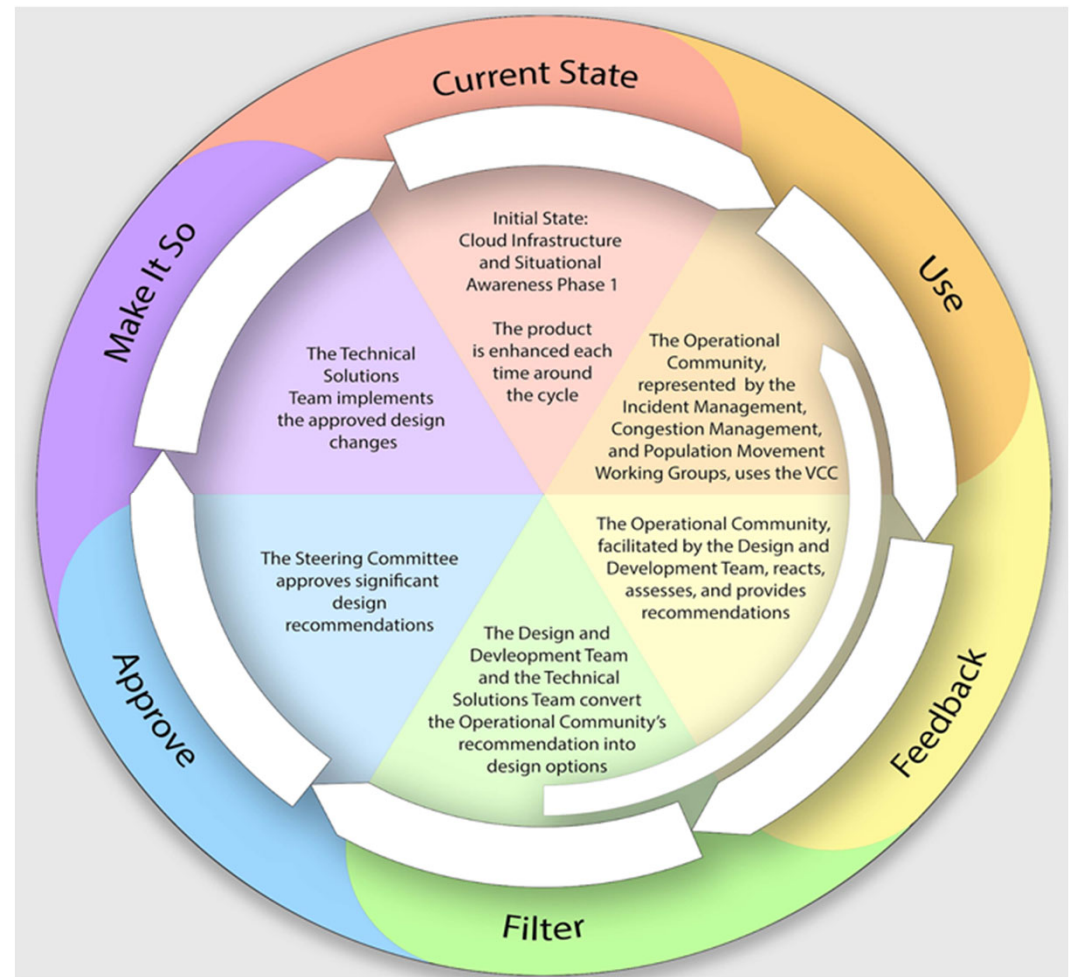 Current State
Initial State:
Cloud Infrastructure
and Situational
Awareness Phase 1
The product
is enhanced each
time around
the cycle
Use
The Operational
Community,
represented by the
Incident Management,
Congestion Management,
and Population Movement
Working Groups, uses the VCC
Feedback
The Operational Community,
facilitated by the Design and
Development Team, reacts,
assesses, and provides
recommendations
Filter
The Design and
Devleopment Team
and the Technical
Solutions Team convert
the Operational Community's
recommendation into
design options
Approve
The Steering Committee
approves significant
design
recommendations
Make It So
The Technical
Solutions
Team implements
the approved design
changes